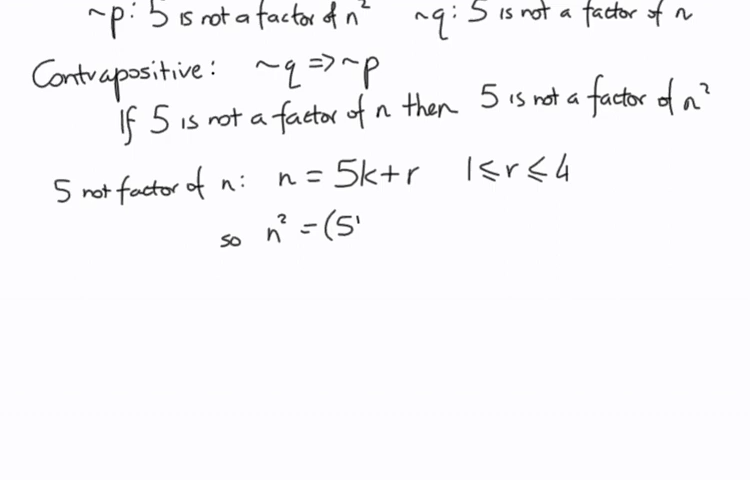 ~p: 5 is not a factor of n² ~q: 5 is not a factor of n
Contrapositive: ~q => ~p
If 5 is not a factor of n then 5 is not a factor of n²
5 not factor of n: n = 5k+r 1⩽r⩽4
so n² = (5